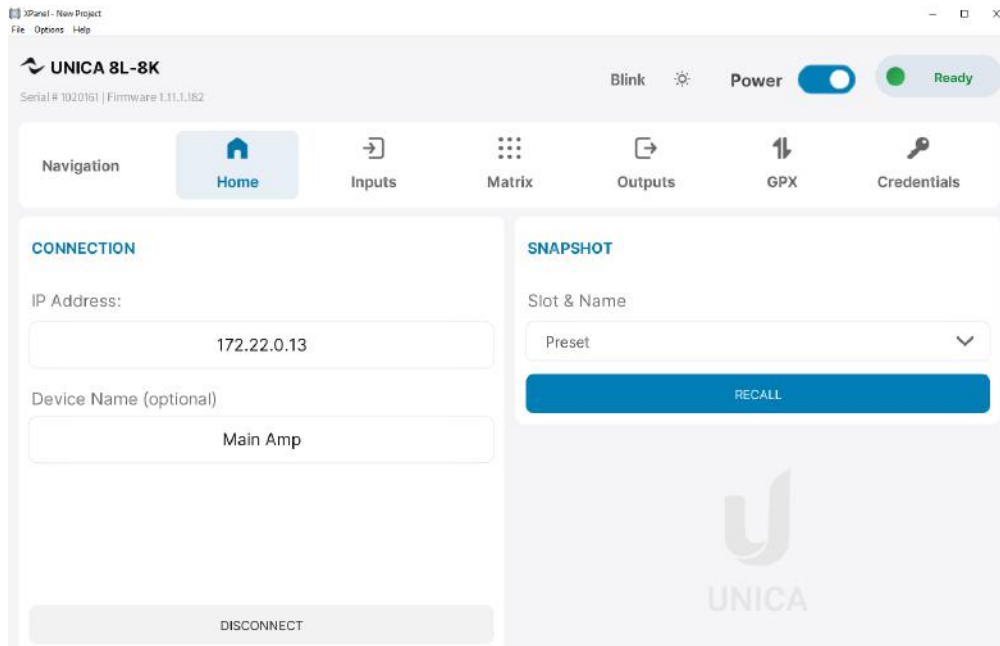 XPanel - New Project
File Options Help
UNICA 8L-8K
Serial # 1020161 | Firmware 1.11.1.182
Blink
Power
Ready
Navigation
Home
Inputs
Matrix
Outputs
GPX
Credentials
CONNECTION
IP Address:
172.22.0.13
Device Name (optional)
Main Amp
DISCONNECT
SNAPSHOT
Slot & Name
Preset
RECALL
UNICA